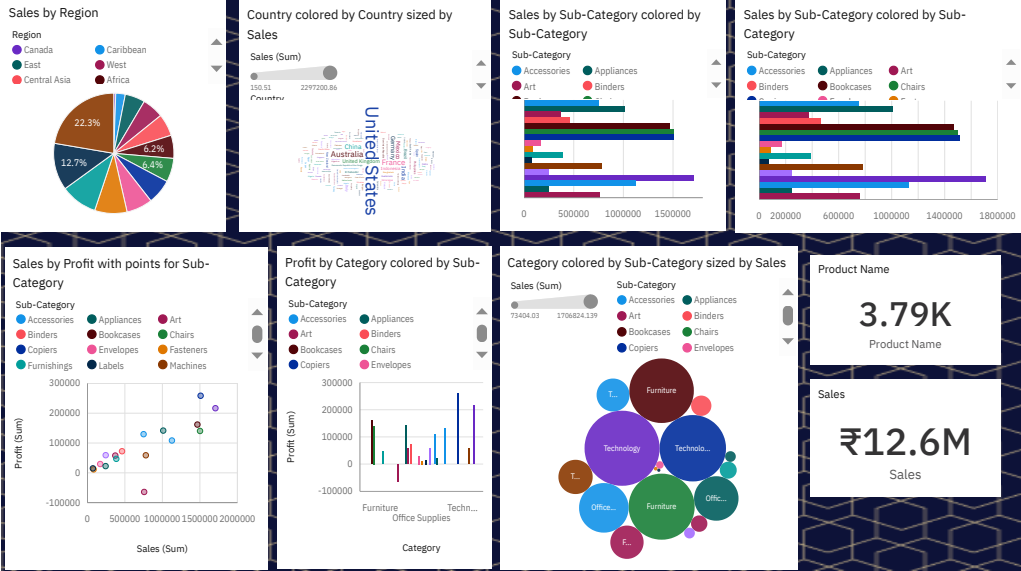 Sales by Region
Region
Canada
Caribbean
East
West
Central Asia
Africa
22.3%
12.7%
6.2%
6.4%
Country colored by Country sized by
Sales
Sales (Sum)
150.51
2297200.86
Country
United States
China
Australia
United Kingdom
France
Germany
Mexico
India
Sales by Sub-Category colored by
Sub-Category
Sub-Category
Accessories
Appliances
Art
Binders
0
500000
1000000
1500000
Sales by Sub-Category colored by Sub-
Category
Sub-Category
Accessories
Appliances
Art
Binders
Bookcases
Chairs
0
200000
600000
1000000
1400000
1800000
Sales by Profit with points for Sub-
Category
Sub-Category
Accessories
Appliances
Art
Binders
Bookcases
Chairs
Copiers
Envelopes
Fasteners
Furnishings
Labels
Machines
Profit (Sum)
300000
200000
100000
0
-100000
0
500000
1000000
1500000
2000000
Sales (Sum)
Profit by Category colored by Sub-
Category
Sub-Category
Accessories
Appliances
Art
Binders
Bookcases
Chairs
Copiers
Envelopes
Profit (Sum)
300000
200000
100000
0
-100000
Furniture
Techn...
Office Supplies
Category
Category colored by Sub-Category sized by Sales
Sales (Sum)
73404.03
1706824.139
Sub-Category
Accessories
Appliances
Art
Binders
Bookcases
Chairs
Copiers
Envelopes
T...
Furniture
Technology
Technolo...
T...
Office...
Furniture
Offic...
F...
Product Name
3.79K
Product Name
Sales
₹12.6M
Sales